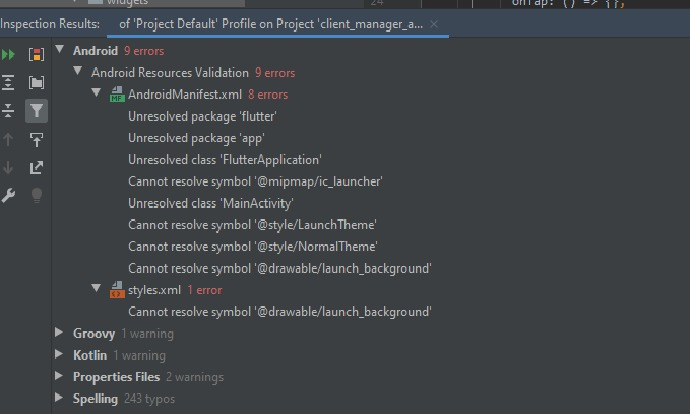 widgets
24
onTap: () => {},
Inspection Results:
of 'Project Default' Profile on Project 'client_manager_a...
Android 9 errors
Android Resources Validation 9 errors
AndroidManifest.xml 8 errors
Unresolved package 'flutter'
Unresolved package 'app'
Unresolved class 'FlutterApplication'
Cannot resolve symbol '@mipmap/ic_launcher'
Unresolved class 'MainActivity'
Cannot resolve symbol '@style/LaunchTheme'
Cannot resolve symbol '@style/NormalTheme'
Cannot resolve symbol '@drawable/launch_background'
styles.xml 1 error
Cannot resolve symbol '@drawable/launch_background'
Groovy 1 warning
Kotlin 1 warning
Properties Files 2 warnings
Spelling 243 typos